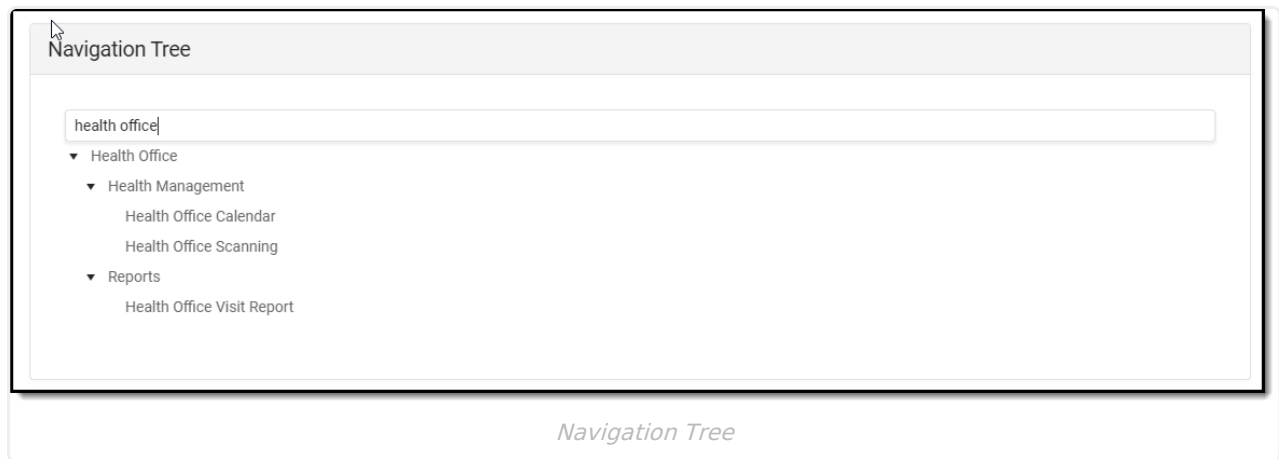 Navigation Tree
health office
Health Office
Health Management
Health Office Calendar
Health Office Scanning
Reports
Health Office Visit Report
Navigation Tree